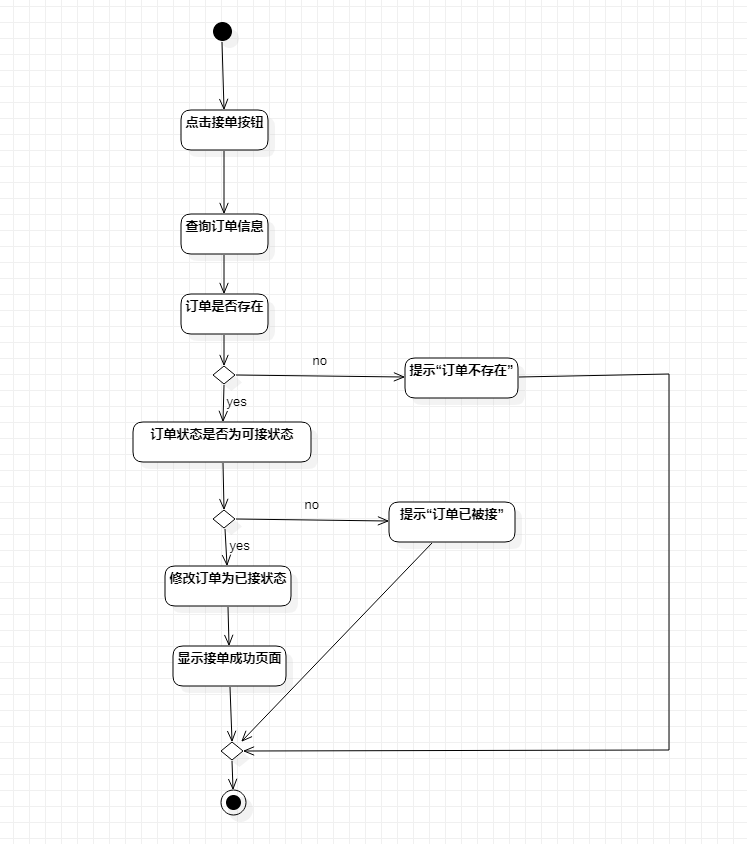 点击接单按钮
查询订单信息
订单是否存在
no
提示“订单不存在”
yes
订单状态是否为可接状态
no
提示“订单已被接”
yes
修改订单为已接状态
显示接单成功页面